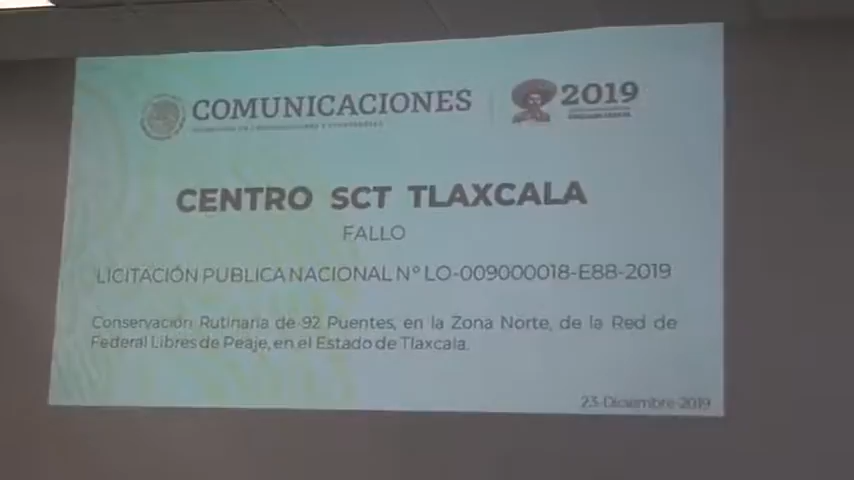 COMUNICACIONES
2019
CENTRO SCT TLAXCALA
FALLO
LICITACIÓN PUBLICA NACIONAL N° LO-009000018-E88-2019
Conservación Rutinaria de 92 Puentes, en la Zona Norte, de la Red de
Federal Libres de Peaje, en el Estado de Tlaxcala.
23-Diciembre-2019